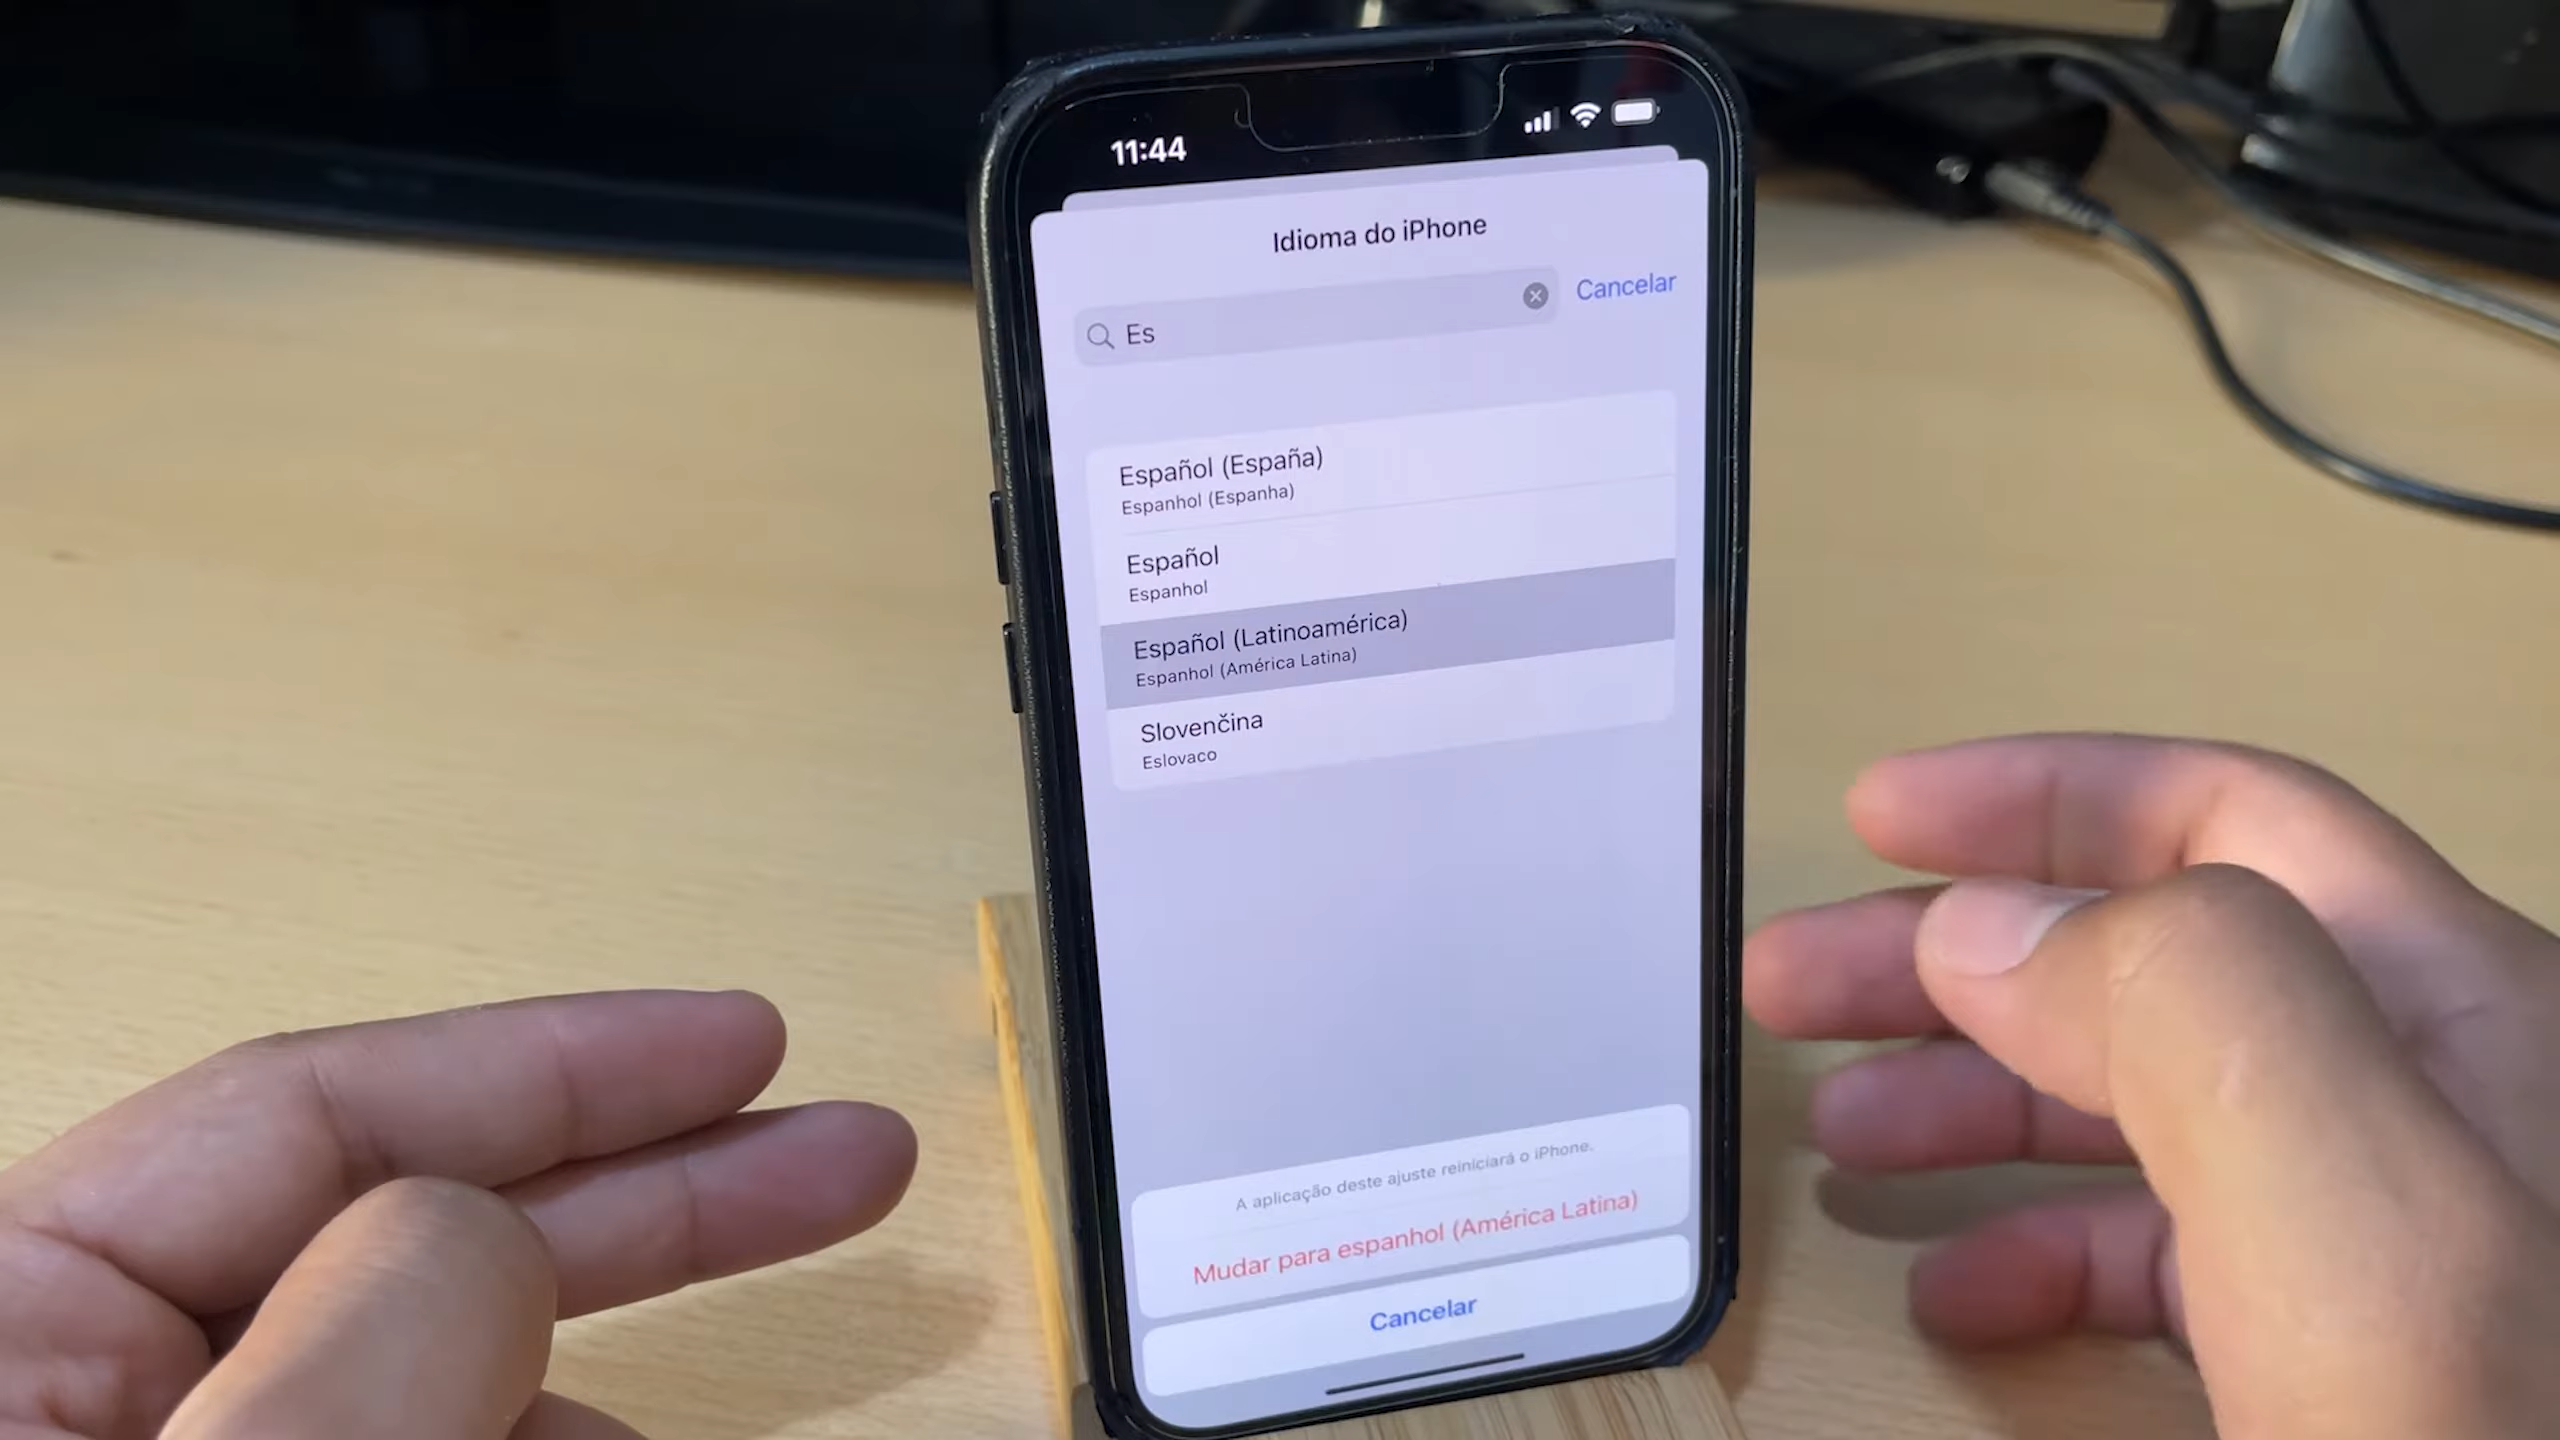 11:44
Idioma do iPhone
Es
Cancelar
Español (España)
Espanhol (Espanha)
Español
Espanhol
Español (Latinoamérica)
Espanhol (América Latina)
Slovenčina
Eslovaco
A aplicação deste ajuste reiniciará o iPhone.
Mudar para espanhol (América Latina)
Cancelar